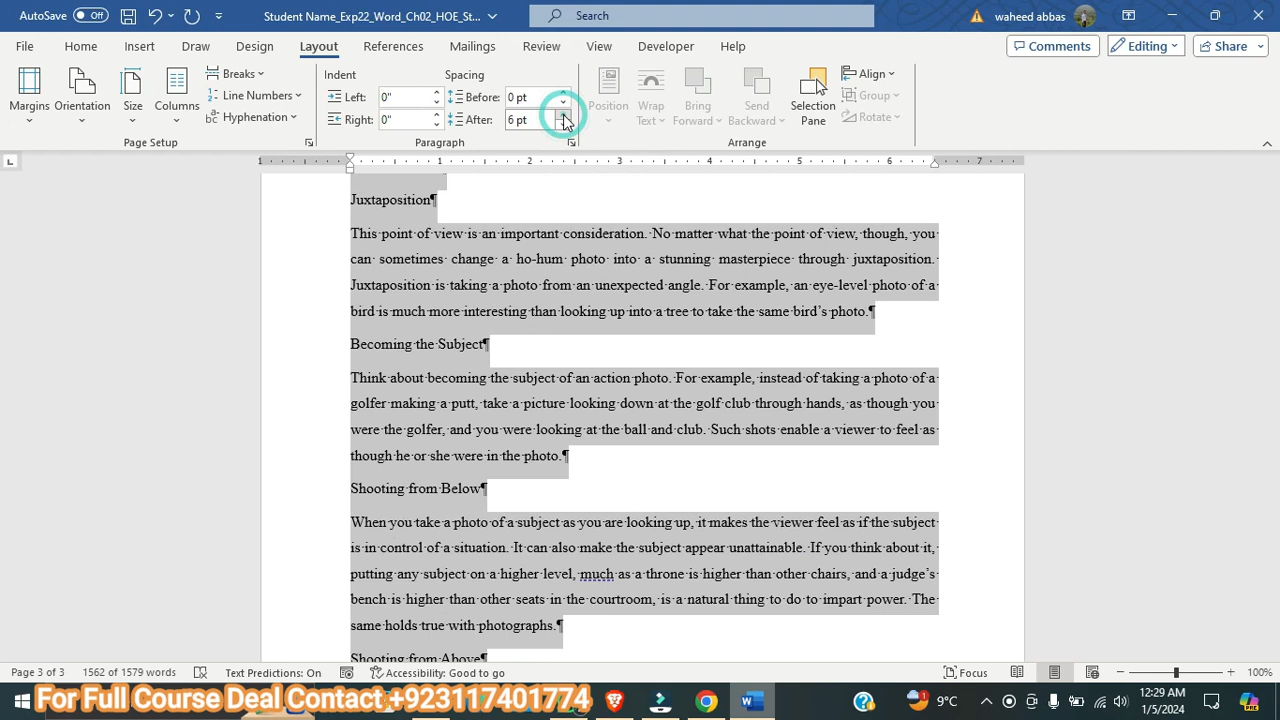 AutoSave Off Student Name_Exp22_Word_Ch02_HOE_St... Search waheed abbas
File Home Insert Draw Design Layout References Mailings Review View Developer Help Comments Editing Share
Margins Orientation Size Columns Breaks Line Numbers Hyphenation
Page Setup
Indent Spacing
Left: 0" Before: 0 pt
Right: 0" After: 6 pt
Paragraph
Position Wrap Text Bring Forward Send Backward Selection Pane Align Group Rotate
Arrange
1 1 2 3 4 5 6 7
Juxtaposition¶
This·point·of·view·is·an·important·consideration.·No·matter·what·the·point·of·view,·though,·you·
can·sometimes·change·a·ho-hum·photo·into·a·stunning·masterpiece·through·juxtaposition.·
Juxtaposition·is·taking·a·photo·from·an·unexpected·angle.·For·example,·an·eye-level·photo·of·a·
bird·is·much·more·interesting·than·looking·up·into·a·tree·to·take·the·same·bird’s·photo.¶
Becoming·the·Subject¶
Think·about·becoming·the·subject·of·an·action·photo.·For·example,·instead·of·taking·a·photo·of·a·
golfer·making·a·putt,·take·a·picture·looking·down·at·the·golf·club·through·hands,·as·though·you·
were·the·golfer,·and·you·were·looking·at·the·ball·and·club.·Such·shots·enable·a·viewer·to·feel·as·
though·he·or·she·were·in·the·photo.¶
Shooting·from·Below¶
When·you·take·a·photo·of·a·subject·as·you·are·looking·up,·it·makes·the·viewer·feel·as·if·the·subject·
is·in·control·of·a·situation.·It·can·also·make·the·subject·appear·unattainable.·If·you·think·about·it,·
putting·any·subject·on·a·higher·level,·much·as·a·throne·is·higher·than·other·chairs,·and·a·judge’s·
bench·is·higher·than·other·seats·in·the·courtroom,·is·a·natural·thing·to·do·to·impart·power.·The·
same·holds·true·with·photographs.¶
Shooting·from·Above¶
Page 3 of 3 1562 of 1579 words Text Predictions: On Accessibility: Good to go Focus 100%
For Full Course Deal Contact +923117401774
9°C 12:29 AM
1/5/2024